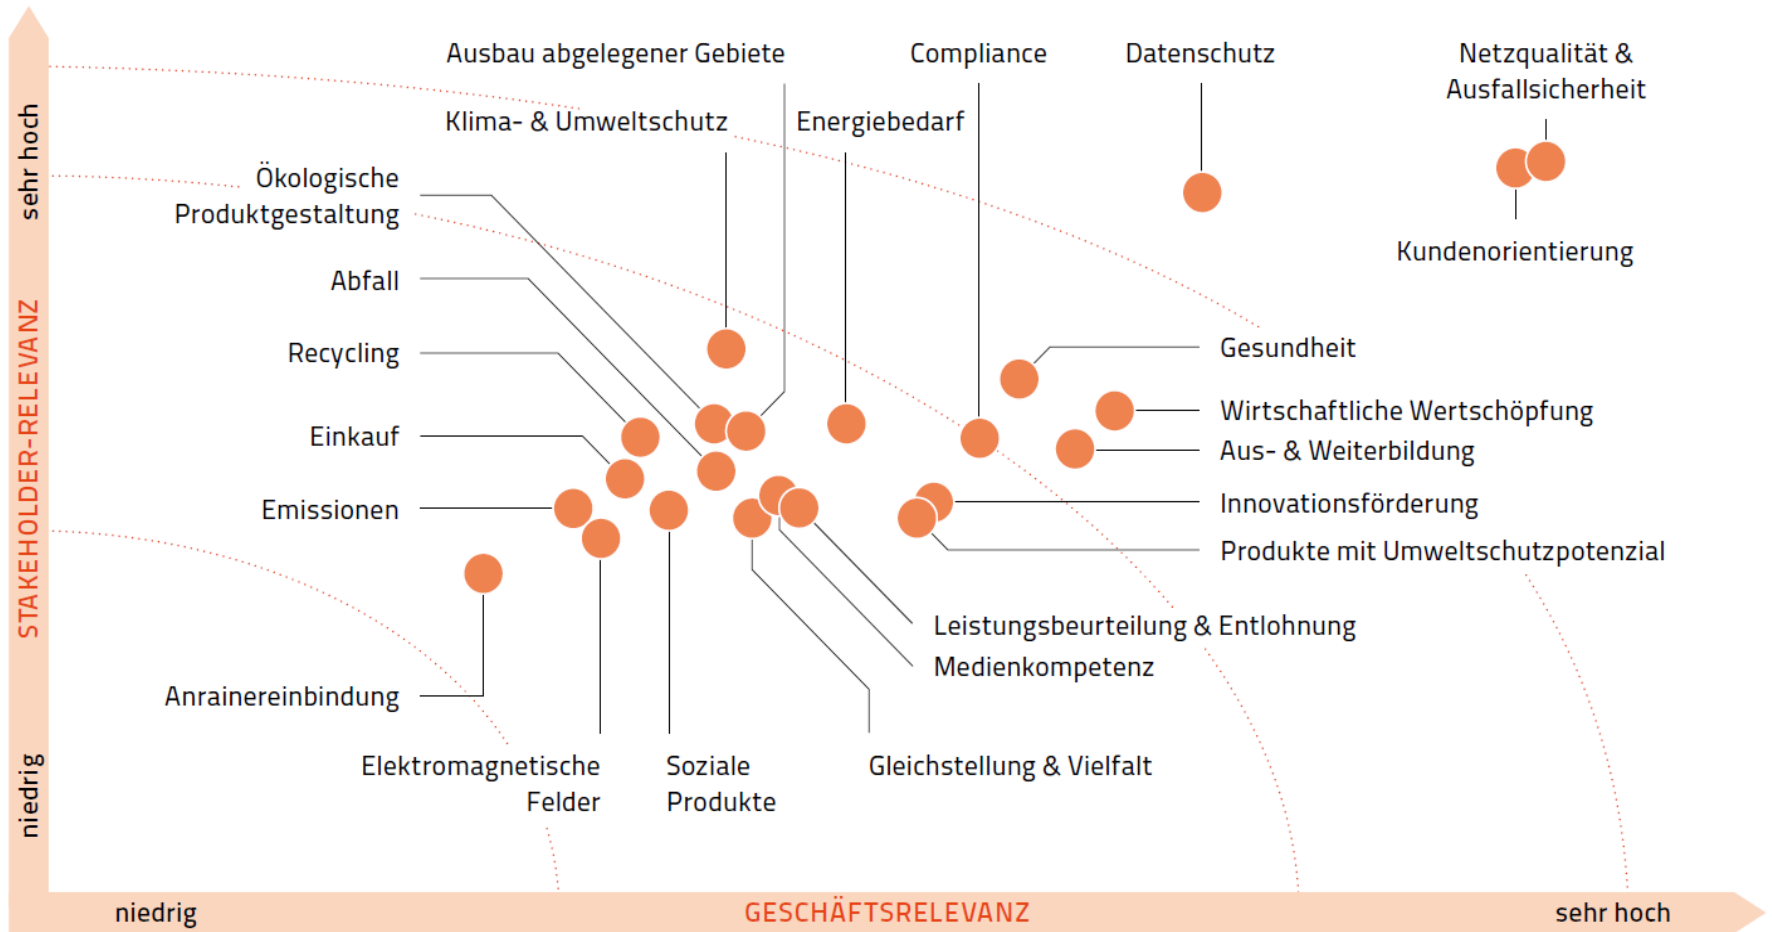 Ausbau abgelegener Gebiete
Compliance
Datenschutz
Netzqualität &
Ausfallsicherheit
Klima- & Umweltschutz
Energiebedarf
Ökologische
Produktgestaltung
Kundenorientierung
Abfall
Recycling
Gesundheit
Einkauf
Wirtschaftliche Wertschöpfung
Aus- & Weiterbildung
Emissionen
Innovationsförderung
Produkte mit Umweltschutzpotenzial
Leistungsbeurteilung & Entlohnung
Medienkompetenz
Anrainereinbindung
Elektromagnetische
Felder
Soziale
Produkte
Gleichstellung & Vielfalt
sehr hoch
STAKEHOLDER-RELEVANZ
niedrig
niedrig
GESCHÄFTSRELEVANZ
sehr hoch